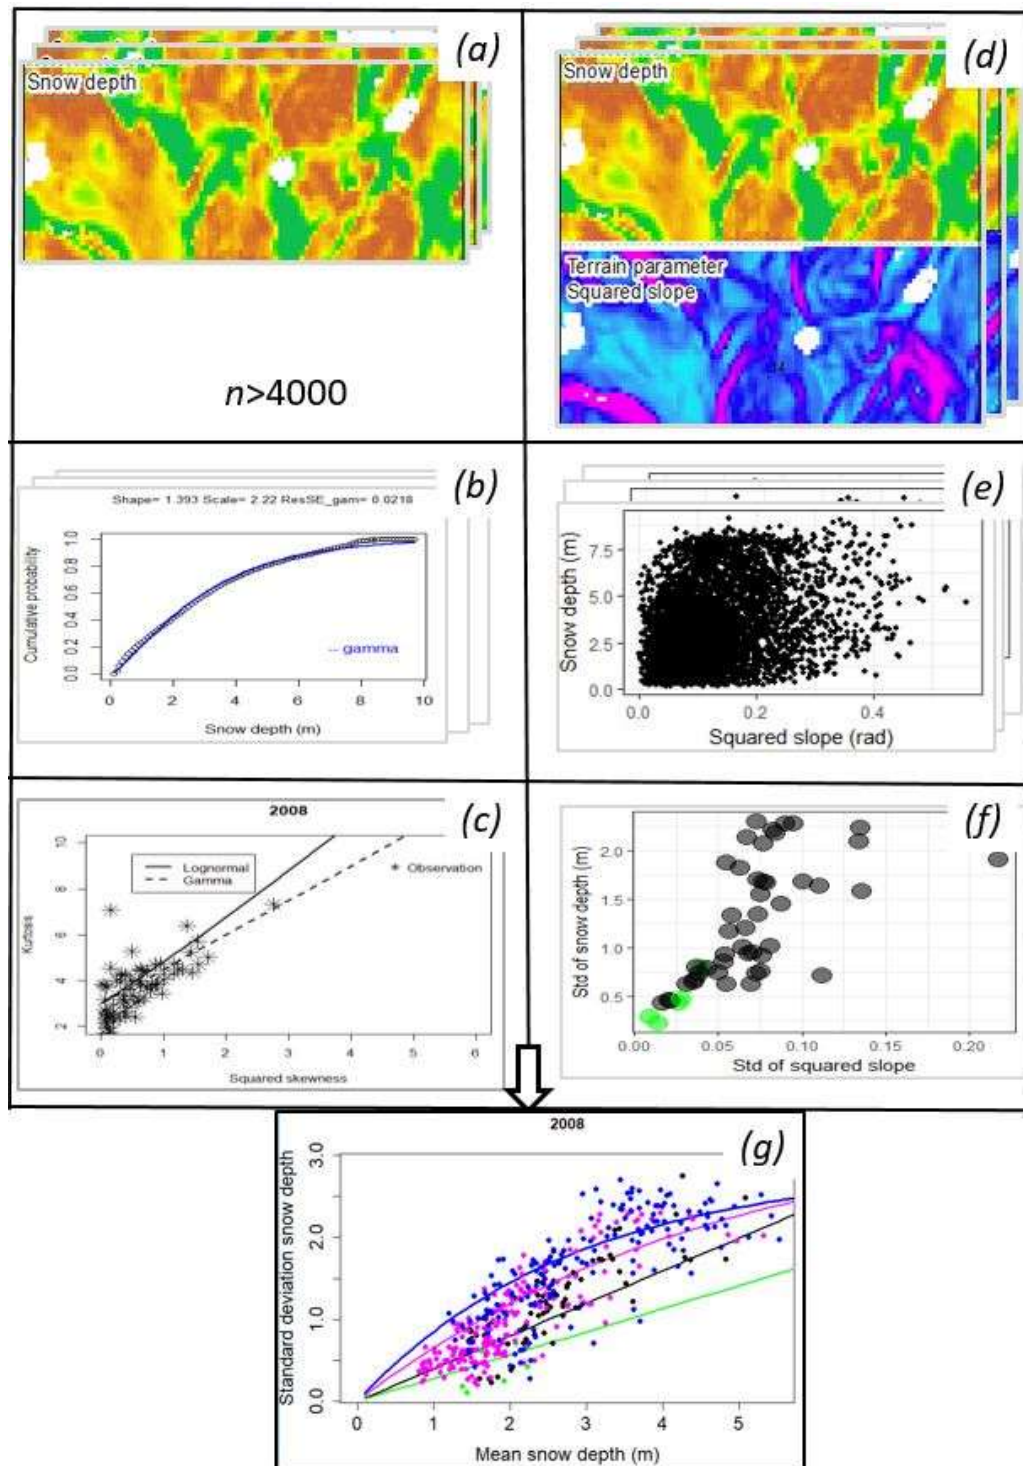 (a)
Snow depth
n>4000
(d)
Snow depth
Terrain parameter
Squared slope
(b)
Shape= 1.393 Scale= 2.22 ResSE_gam= 0.0218
Cumulative probability
0.0 0.2 0.4 0.6 0.8 1.0
-- gamma
0 2 4 6 8 10
Snow depth (m)
(e)
Snow depth (m)
7.5
5.0
2.5
0.0
0.0 0.2 0.4
Squared slope (rad)
2008
(c)
Kurtosis
2 4 6 8 10
Lognormal
Gamma
Observation
0 1 2 3 4 5 6
Squared skewness
(f)
Std of snow depth (m)
2.0
1.5
1.0
0.5
0.00 0.05 0.10 0.15 0.20
Std of squared slope
2008
(g)
Standard deviation snow depth
0.0 1.0 2.0 3.0
0 1 2 3 4 5
Mean snow depth (m)